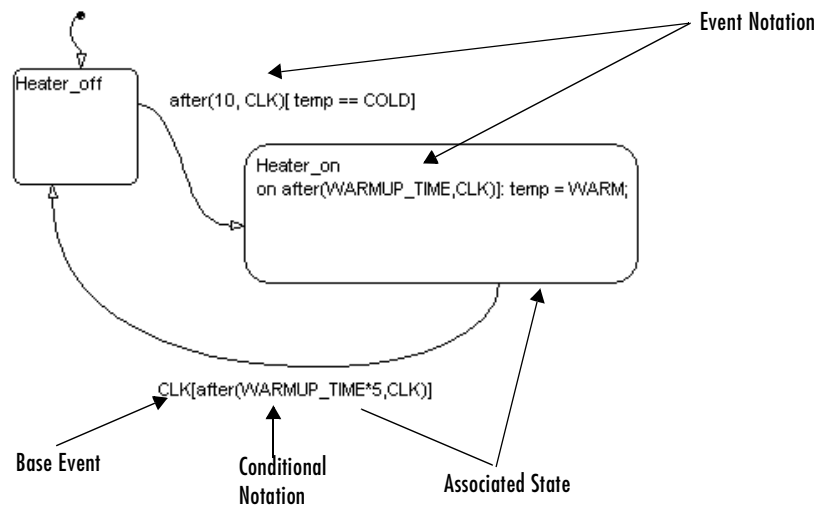 Event Notation
Heater_off
after(10, CLK)[ temp == COLD]
Heater_on
on after(WARMUP_TIME,CLK)]: temp = WARM;
CLK[after(WARMUP_TIME*5,CLK)]
Base Event
Conditional
Notation
Associated State